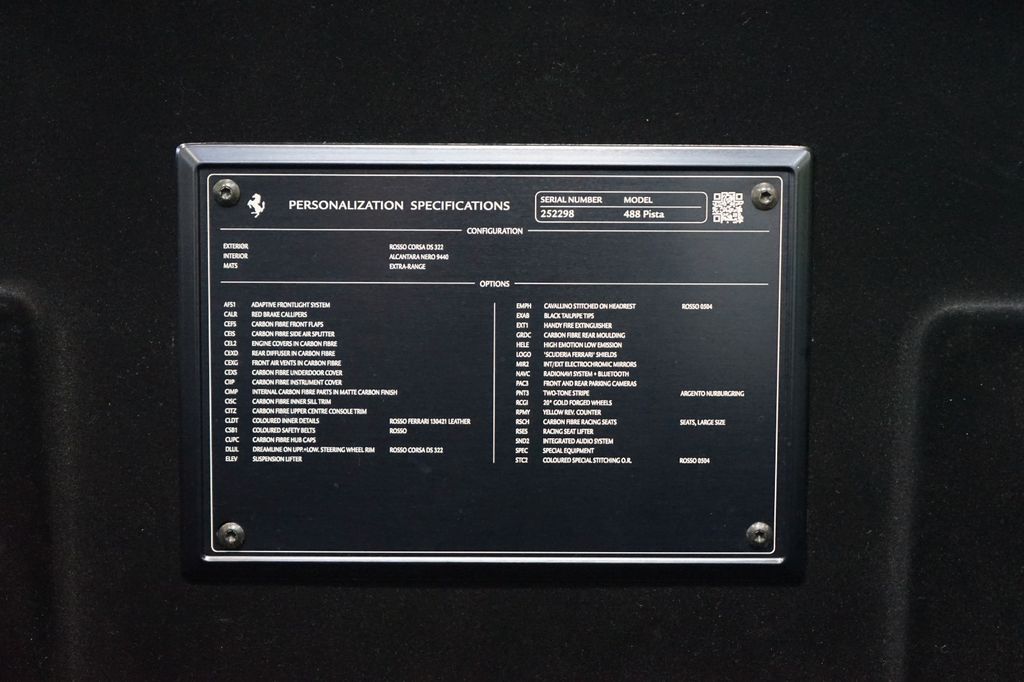 PERSONALIZATION SPECIFICATIONS
SERIAL NUMBER MODEL
252298 488 Pista
CONFIGURATION
EXTERIOR ROSSO CORSA DS 322
INTERIOR ALCANTARA NERO 9440
MATS EXTRA-RANGE
OPTIONS
AFS1 ADAPTIVE FRONTLIGHT SYSTEM
CALR RED BRAKE CALLIPERS
CEFS CARBON FIBRE FRONT FLAPS
CEIS CARBON FIBRE SIDE AIR SPLITTER
CEL2 ENGINE COVERS IN CARBON FIBRE
CEXD REAR DIFFUSER IN CARBON FIBRE
CEXG FRONT AIR VENTS IN CARBON FIBRE
CEXS CARBON FIBRE UNDERDOOR COVER
CIIP CARBON FIBRE INSTRUMENT COVER
CIMP INTERNAL CARBON FIBRE PARTS IN MATTE CARBON FINISH
CISC CARBON FIBRE INNER SILL TRIM
CITZ CARBON FIBRE UPPER CENTRE CONSOLE TRIM
CLDT COLOURED INNER DETAILS ROSSO FERRARI 130421 LEATHER
CSB1 COLOURED SAFETY BELTS ROSSO
CUPC CARBON FIBRE HUB CAPS
DLUL DREAMLINE ON UPP.+LOW. STEERING WHEEL RIM ROSSO CORSA DS 322
ELEV SUSPENSION LIFTER
EMPH CAVALLINO STITCHED ON HEADREST ROSSO 0504
EXAB BLACK TAILPIPE TIPS
EXT1 HANDY FIRE EXTINGUISHER
GRDC CARBON FIBRE REAR MOULDING
HELE HIGH EMOTION LOW EMISSION
LOGO 'SCUDERIA FERRARI' SHIELDS
MIR2 INT/EXT ELECTROCHROMIC MIRRORS
NAVC RADIONAVI SYSTEM + BLUETOOTH
PAC3 FRONT AND REAR PARKING CAMERAS
PNT3 TWO-TONE STRIPE ARGENTO NURBURGRING
RCGI 20" GOLD FORGED WHEELS
RPMY YELLOW REV. COUNTER
RSCH CARBON FIBRE RACING SEATS SEATS, LARGE SIZE
RSES RACING SEAT LIFTER
SND2 INTEGRATED AUDIO SYSTEM
SPEC SPECIAL EQUIPMENT
STC2 COLOURED SPECIAL STITCHING O.R. ROSSO 0504